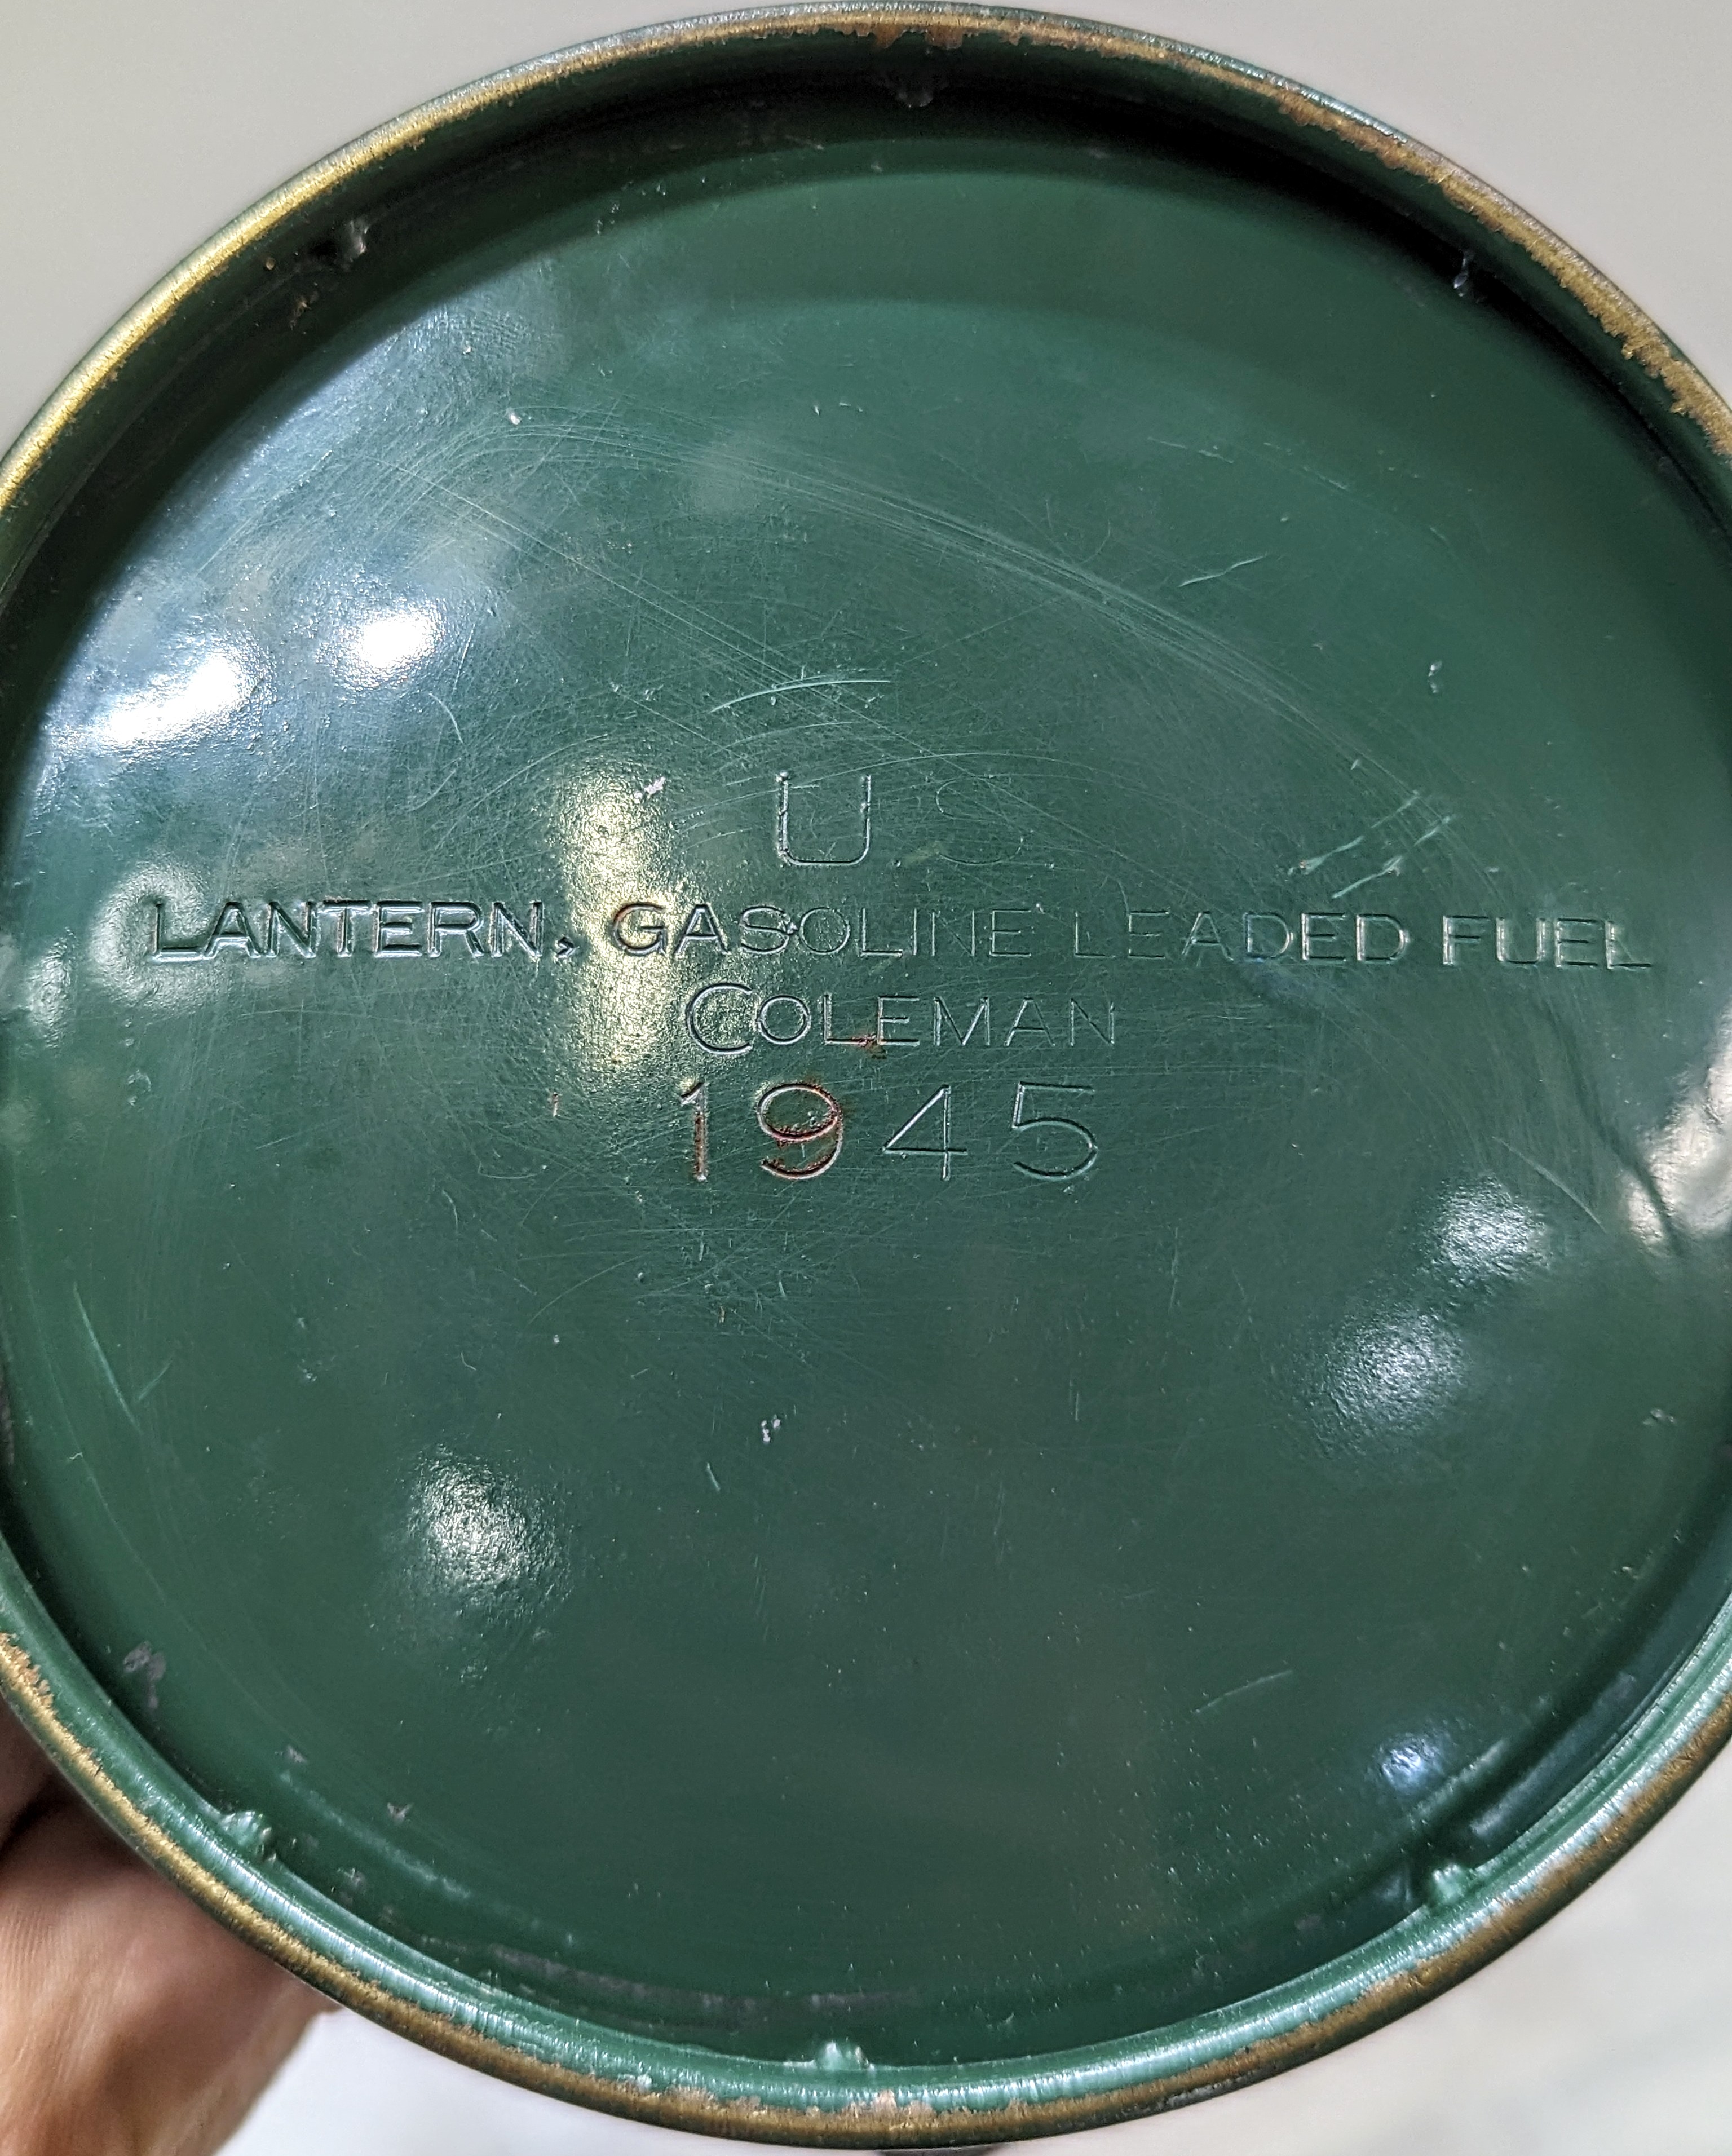 U.S.
LANTERN, GASOLINE LEADED FUEL
COLEMAN
1945